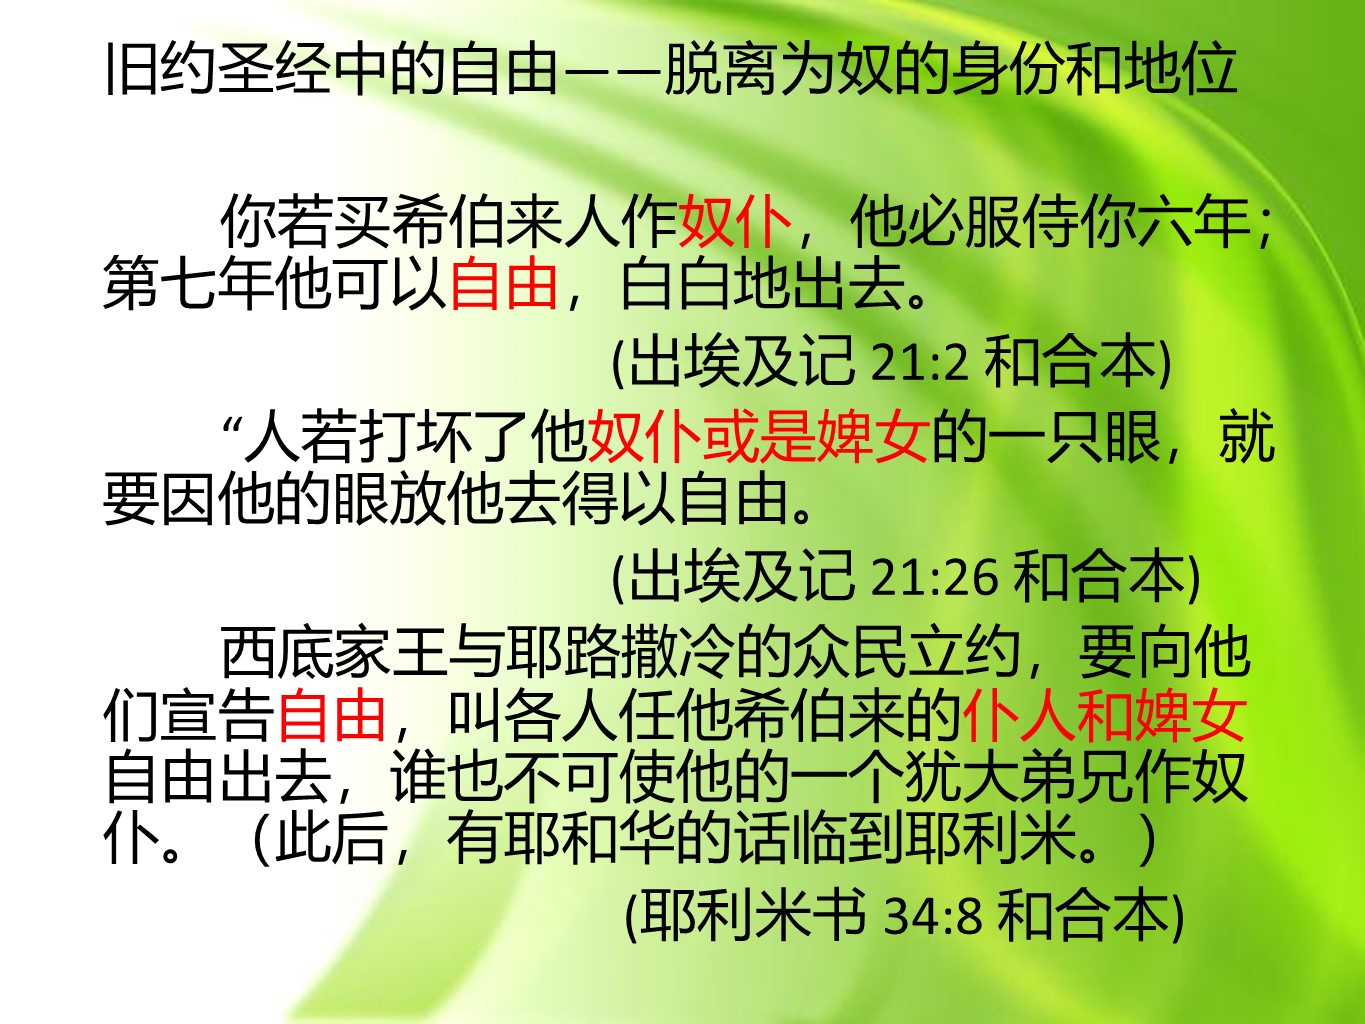 旧约圣经中的自由——脱离为奴的身份和地位
你若买希伯来人作奴仆，他必服侍你六年；
第七年他可以自由，白白地出去。
(出埃及记 21:2 和合本)
“人若打坏了他奴仆或是婢女的一只眼，就
要因他的眼放他去得以自由。
(出埃及记 21:26 和合本)
西底家王与耶路撒冷的众民立约，要向他
们宣告自由，叫各人任他希伯来的仆人和婢女
自由出去，谁也不可使他的一个犹大弟兄作奴
仆。（此后，有耶和华的话临到耶利米。）
(耶利米书 34:8 和合本)